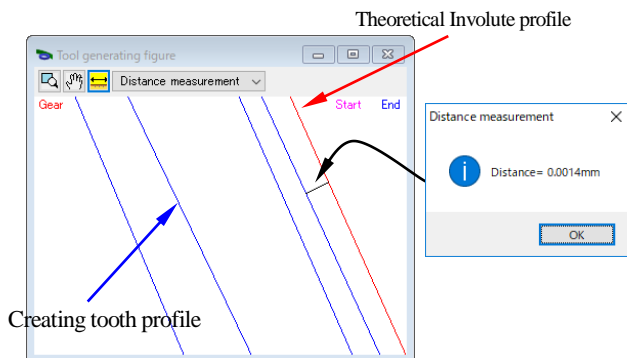 Theoretical Involute profile
Tool generating figure
Distance measurement
Gear
Start
End
Distance measurement
Distance= 0.0014mm
OK
Creating tooth profile